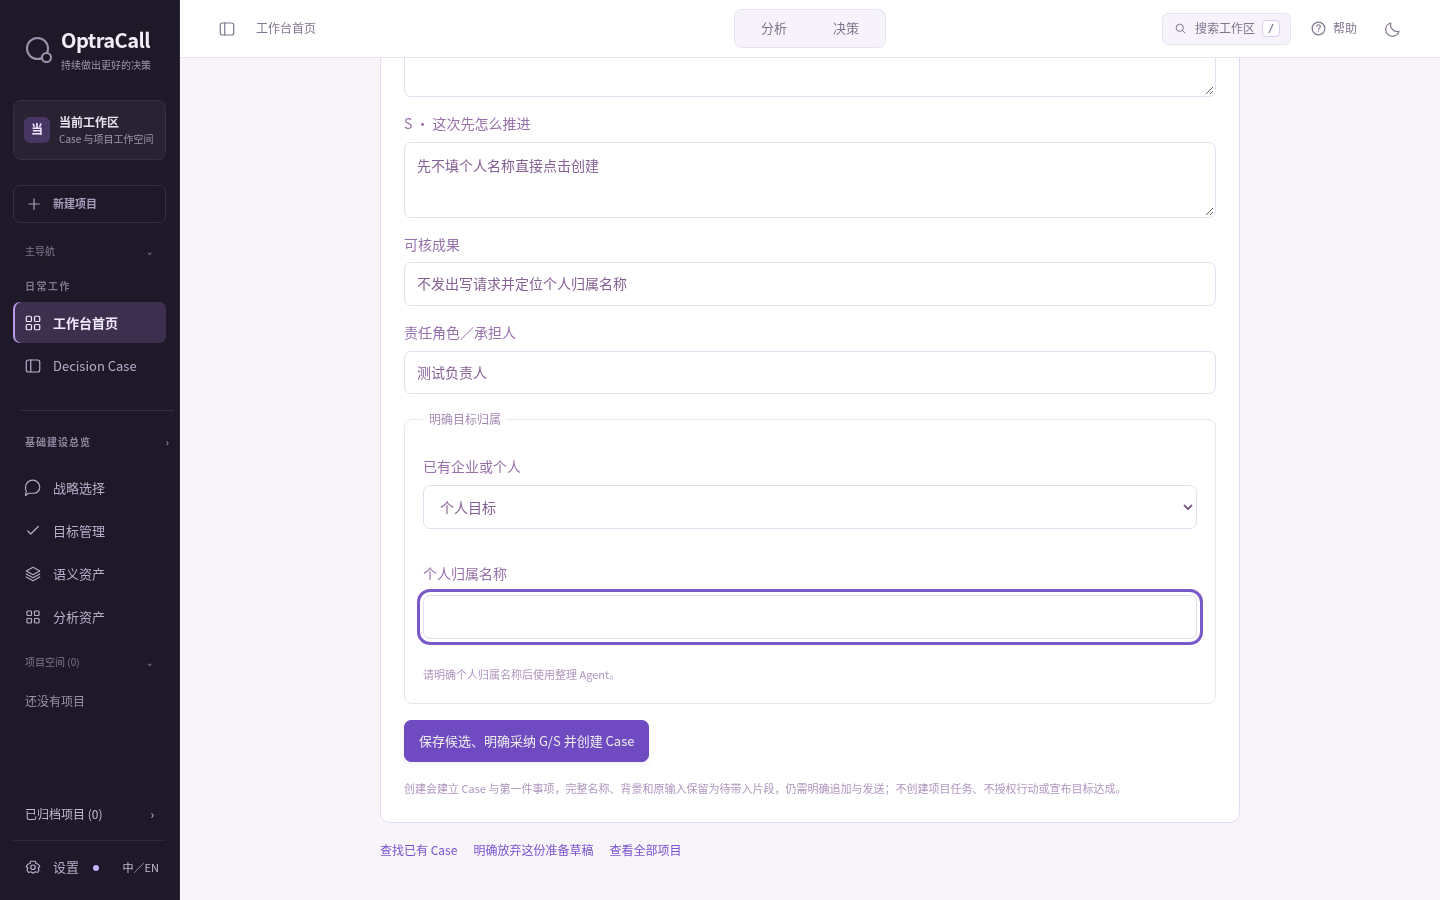 OptraCall
持续做出更好的决策
当
当前工作区
Case 与项目工作空间
新建项目
主导航
日常工作
工作台首页
Decision Case
基础建设总览
战略选择
目标管理
语义资产
分析资产
项目空间 (0)
还没有项目
已归档项目 (0)
设置
中／EN
工作台首页
分析
决策
搜索工作区
/
帮助
S · 这次先怎么推进
先不填个人名称直接点击创建
可核成果
不发出写请求并定位个人归属名称
责任角色／承担人
测试负责人
明确目标归属
已有企业或个人
个人目标
个人归属名称
请明确个人归属名称后使用整理 Agent。
保存候选、明确采纳 G/S 并创建 Case
创建会建立 Case 与第一件事项，完整名称、背景和原输入保留为待带入片段，仍需明确追加与发送；不创建项目任务、不授权行动或宣布目标达成。
查找已有 Case
明确放弃这份准备草稿
查看全部项目